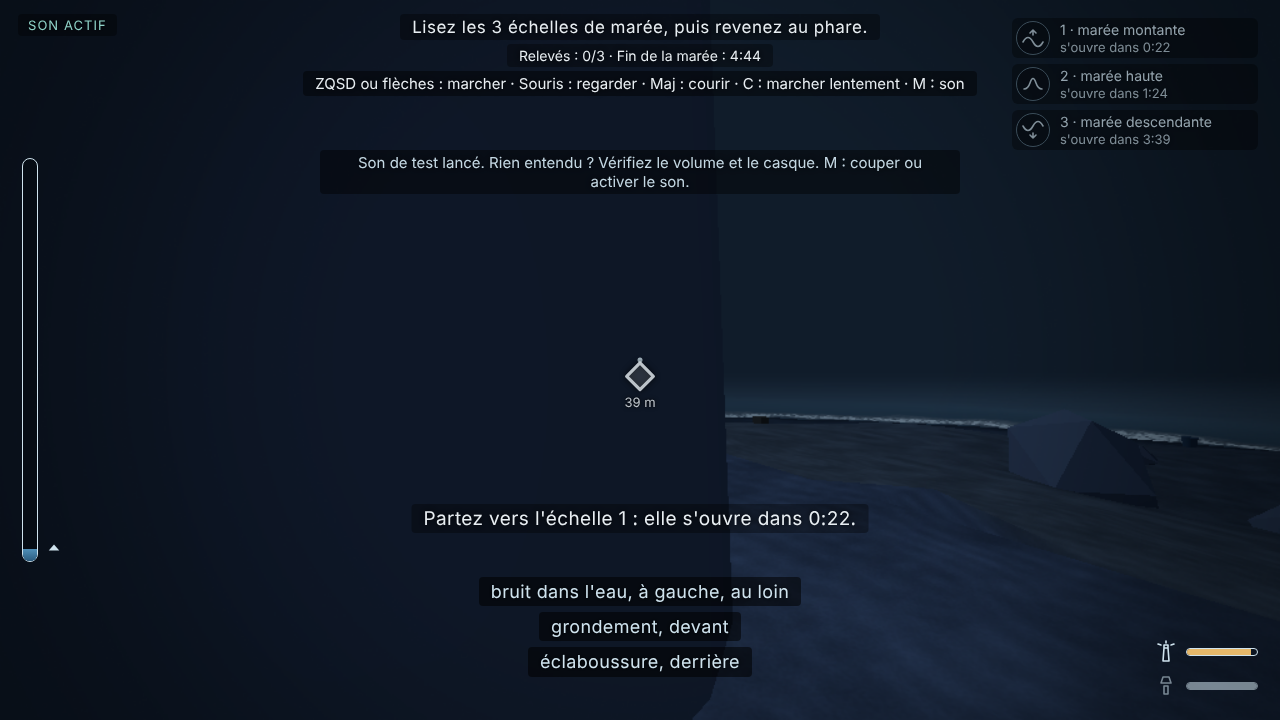 SON ACTIF
Lisez les 3 échelles de marée, puis revenez au phare.
Relevés : 0/3 · Fin de la marée : 4:44
ZQSD ou flèches : marcher · Souris : regarder · Maj : courir · C : marcher lentement · M : son
1 · marée montante
s'ouvre dans 0:22
2 · marée haute
s'ouvre dans 1:24
3 · marée descendante
s'ouvre dans 3:39
Son de test lancé. Rien entendu ? Vérifiez le volume et le casque. M : couper ou
activer le son.
39 m
Partez vers l'échelle 1 : elle s'ouvre dans 0:22.
bruit dans l'eau, à gauche, au loin
grondement, devant
éclaboussure, derrière